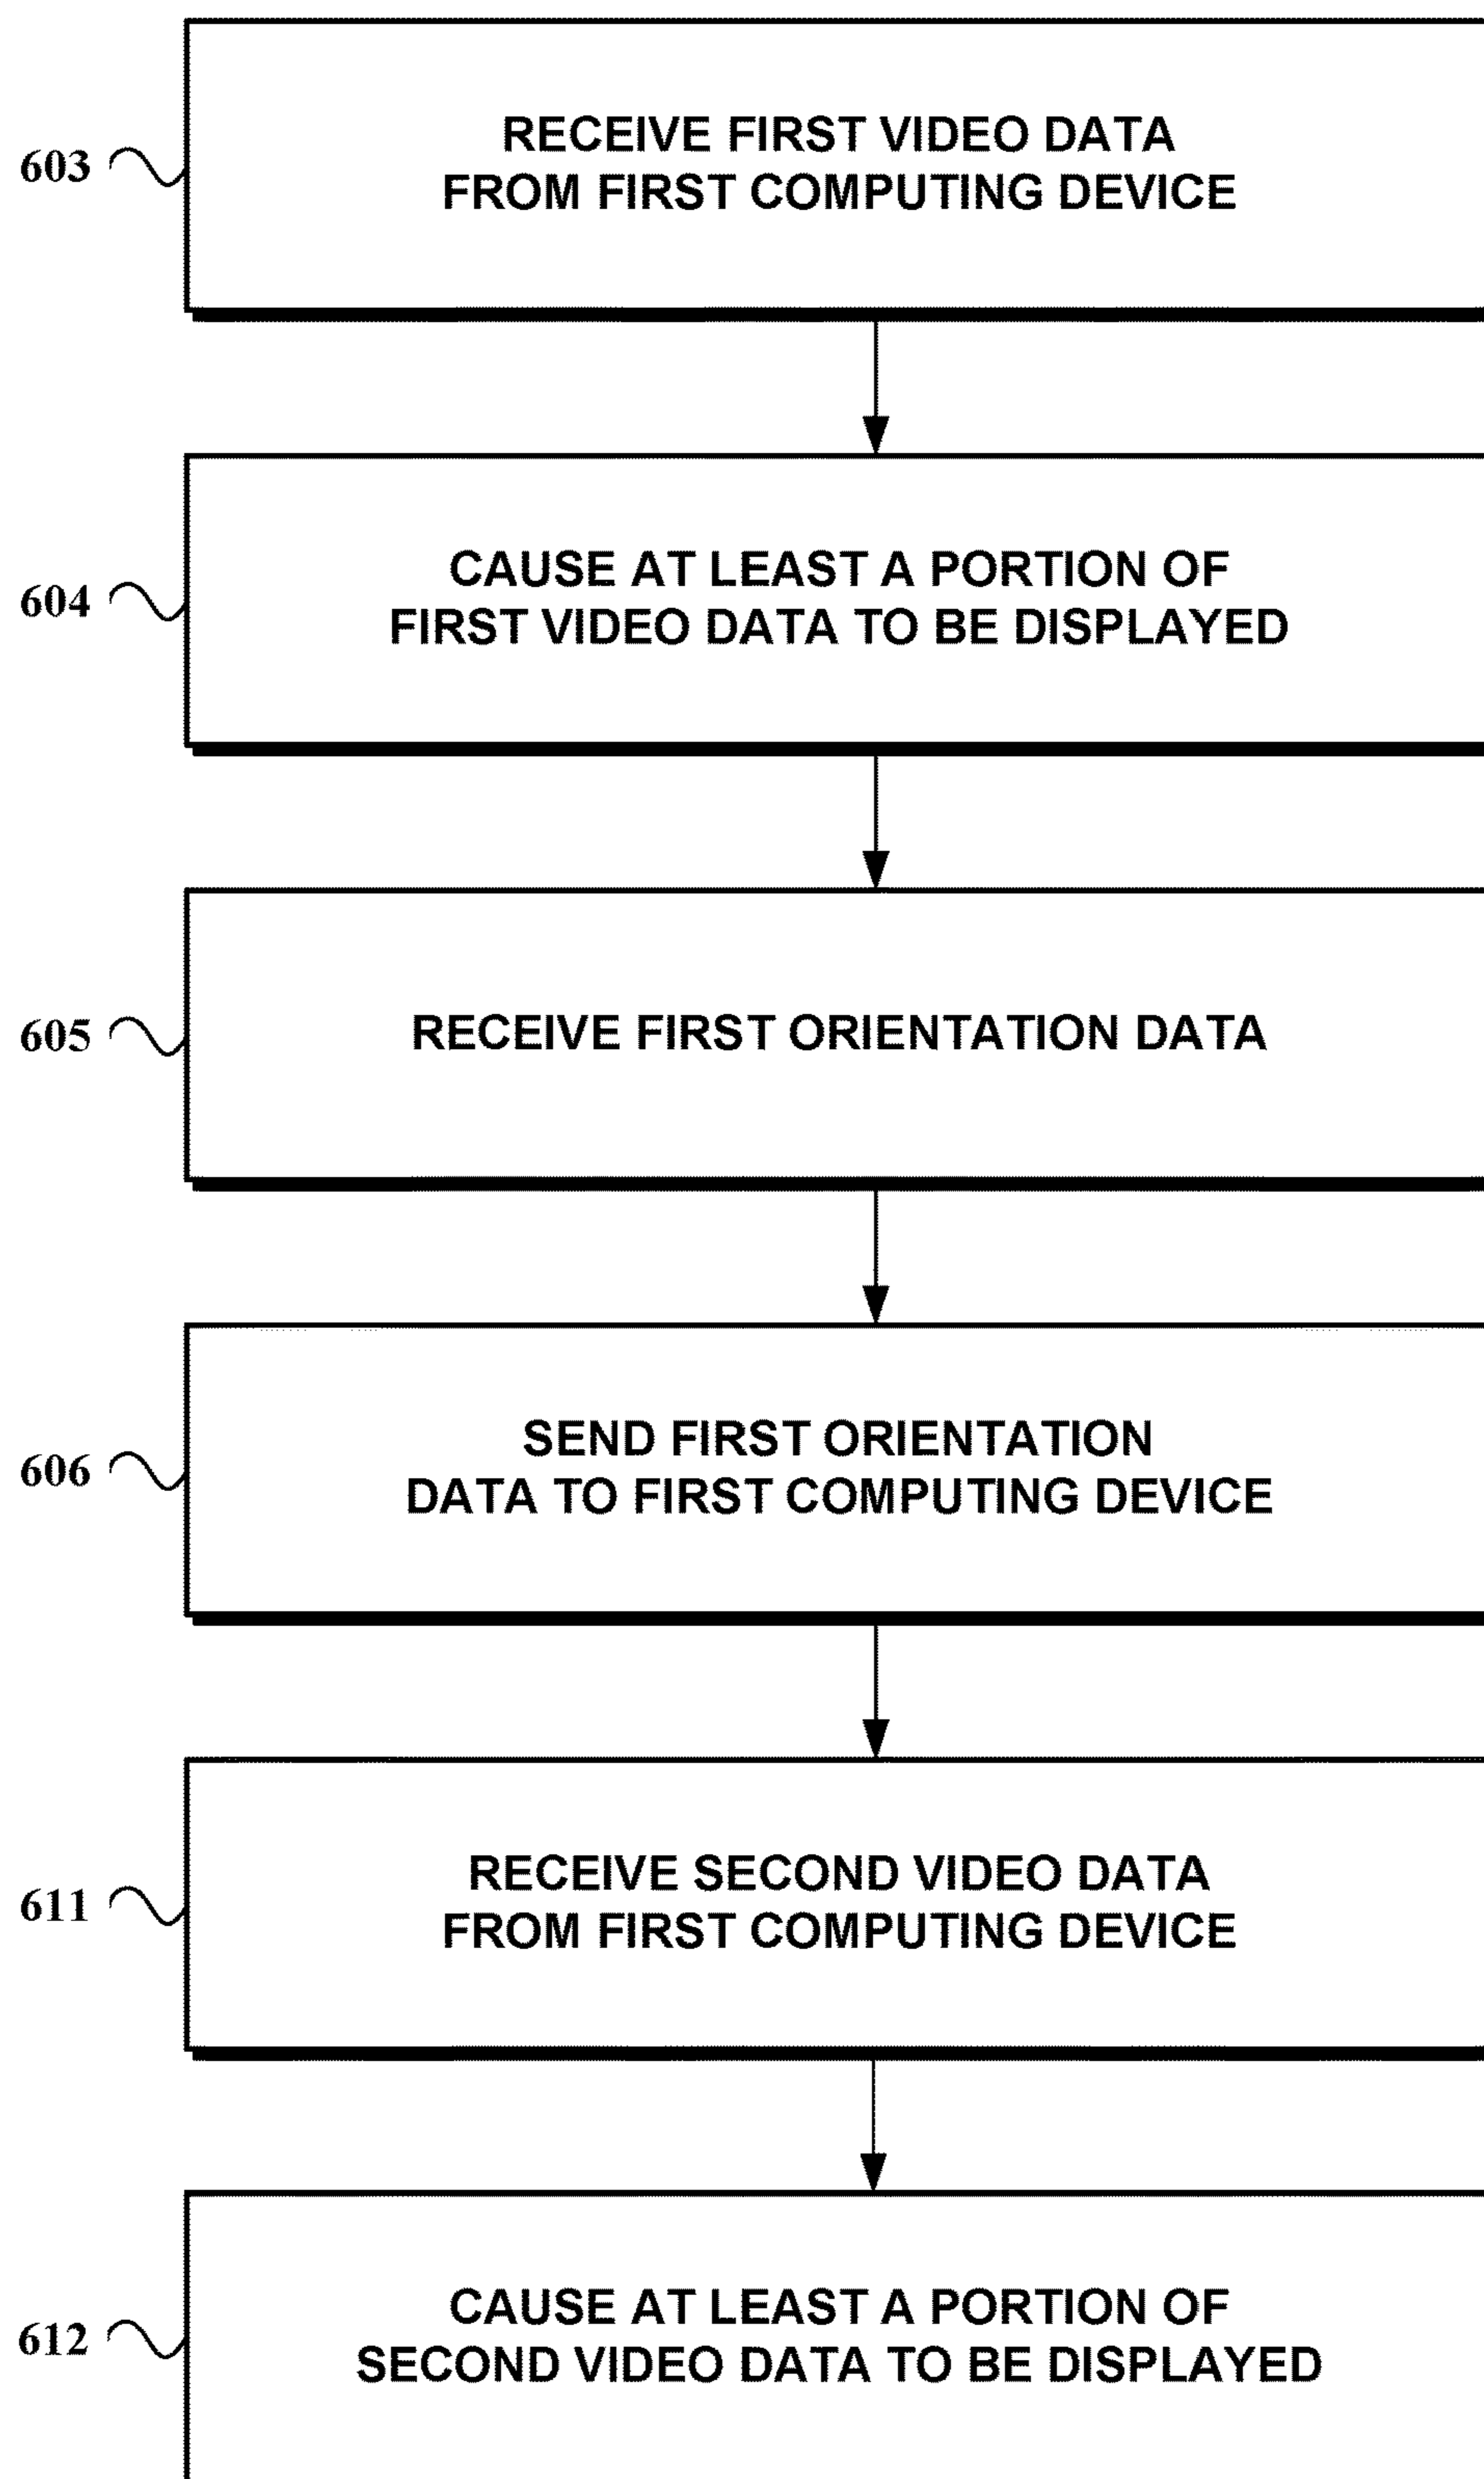 603
RECEIVE FIRST VIDEO DATA
FROM FIRST COMPUTING DEVICE
604
CAUSE AT LEAST A PORTION OF
FIRST VIDEO DATA TO BE DISPLAYED
605
RECEIVE FIRST ORIENTATION DATA
606
SEND FIRST ORIENTATION
DATA TO FIRST COMPUTING DEVICE
611
RECEIVE SECOND VIDEO DATA
FROM FIRST COMPUTING DEVICE
612
CAUSE AT LEAST A PORTION OF
SECOND VIDEO DATA TO BE DISPLAYED